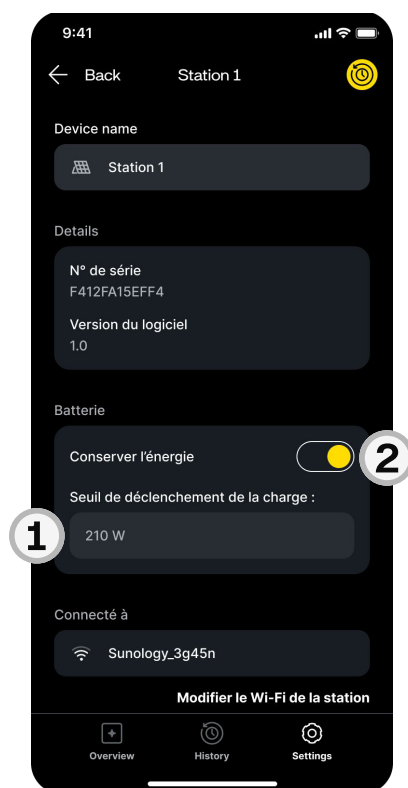 9:41
Back
Station 1
Device name
Station 1
Details
N° de série
F412FA15EFF4
Version du logiciel
1.0
Batterie
Conserver l'énergie
2
Seuil de déclenchement de la charge :
1
210 W
Connecté à
Sunology_3g45n
Modifier le Wi-Fi de la station
Overview
History
Settings